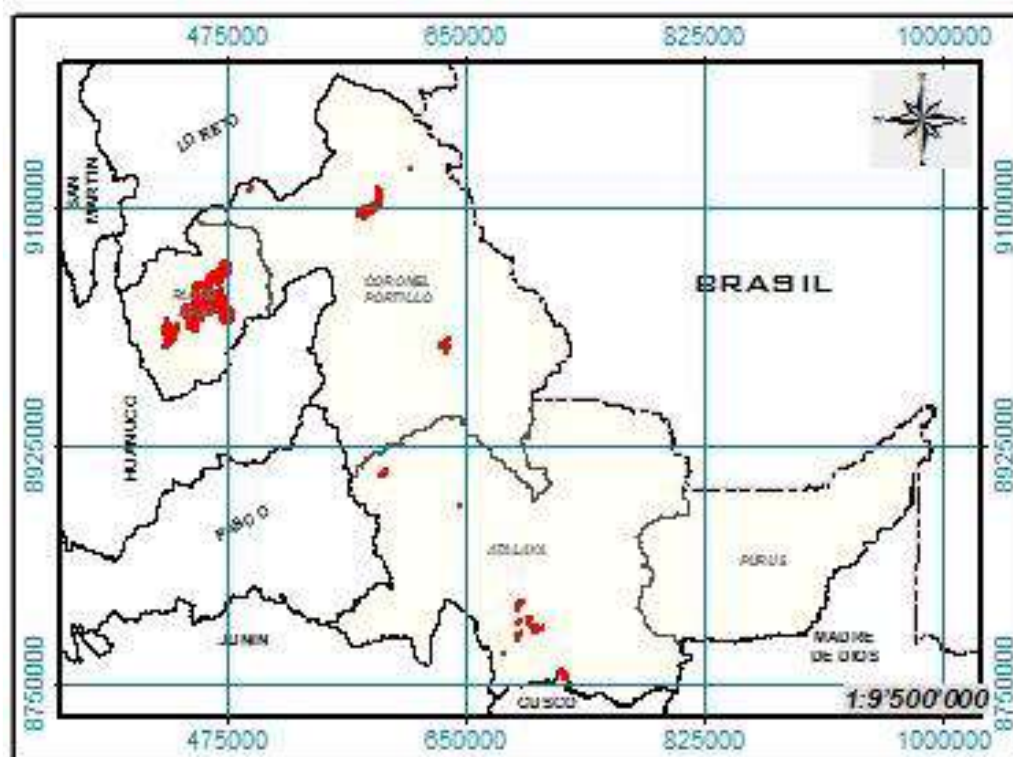 475000 650000 825000 1000000
LORETO
SAN
MARTIN
9100000 9100000
BRASIL
CORONEL
PORTILLO
HUANUCO
8925000 8925000
PASCO
ATALAYA
PURUS
JUNIN
MADRE
DE DIOS
8750000 8750000
CUSCO
1:9'500'000
475000 650000 825000 1000000